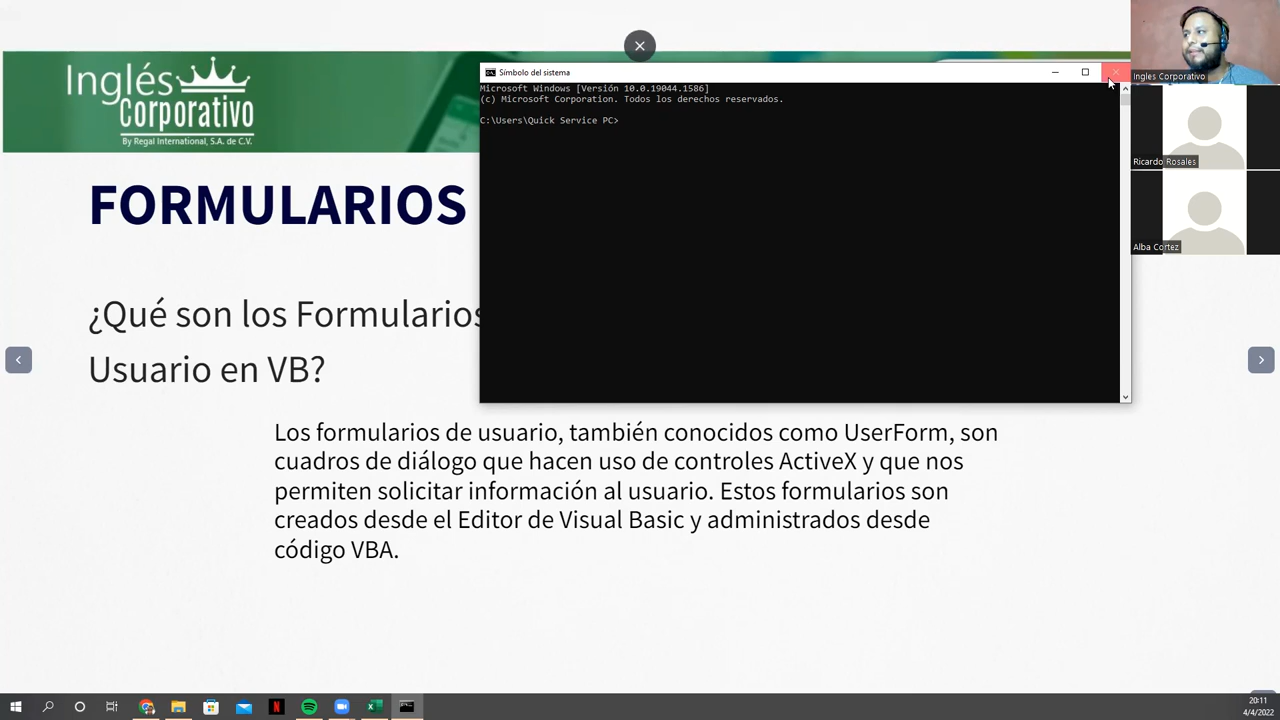 Inglés
Corporativo
By Regal International, S.A. de C.V.
Símbolo del sistema
Microsoft Windows [Versión 10.0.19044.1586]
(c) Microsoft Corporation. Todos los derechos reservados.
C:\Users\Quick Service PC>
Ingles Corporativo
Ricardo Rosales
Alba Cortez
FORMULARIOS
¿Qué son los Formularios
Usuario en VB?
Los formularios de usuario, también conocidos como UserForm, son
cuadros de diálogo que hacen uso de controles ActiveX y que nos
permiten solicitar información al usuario. Estos formularios son
creados desde el Editor de Visual Basic y administrados desde
código VBA.
20:11
4/4/2022